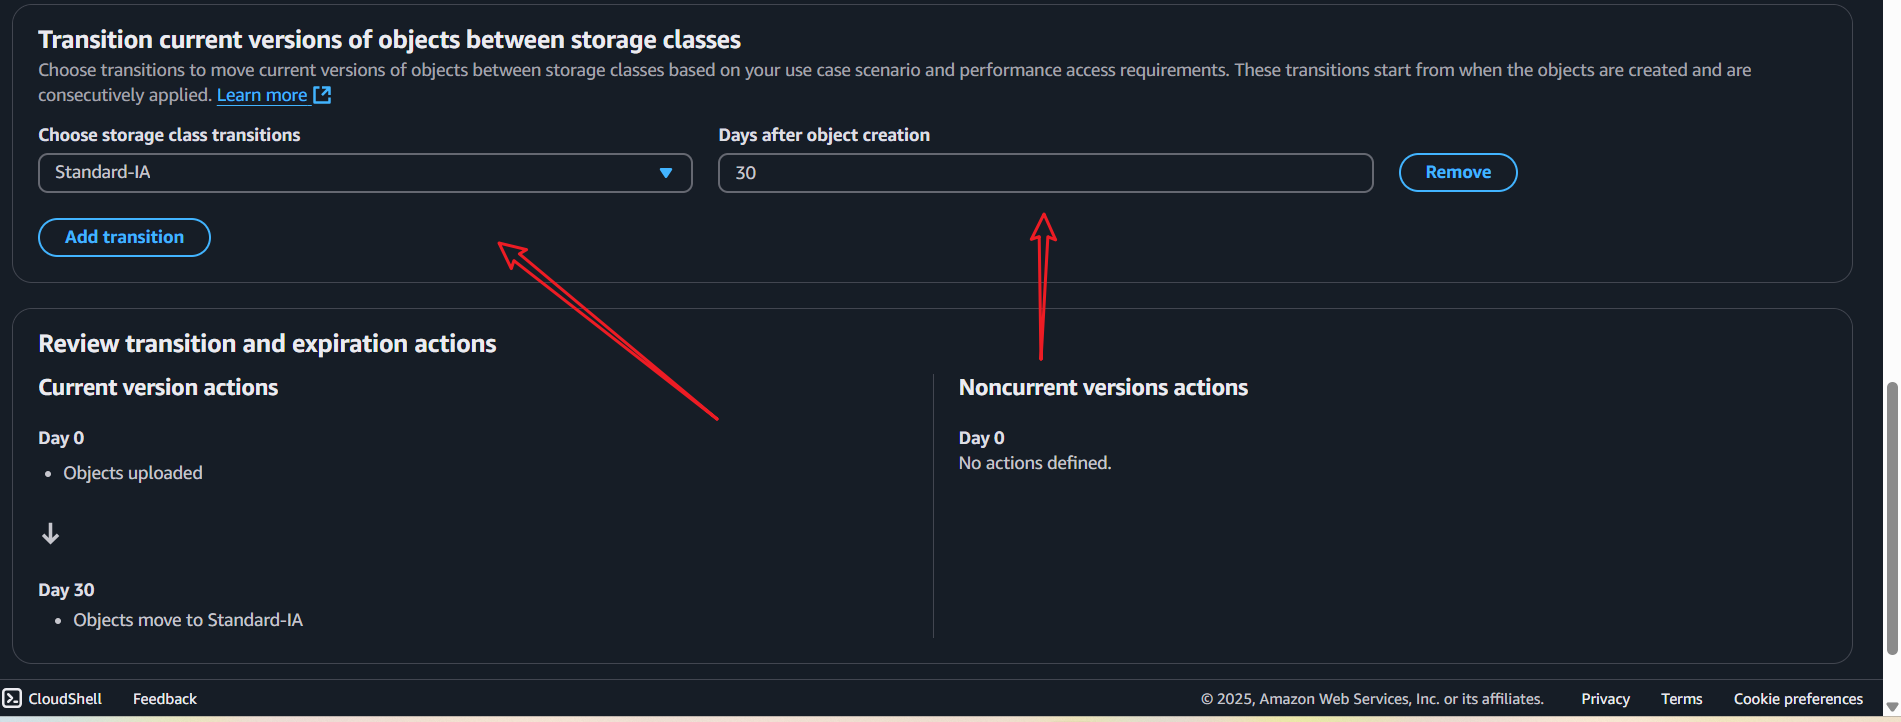 Transition current versions of objects between storage classes
Choose transitions to move current versions of objects between storage classes based on your use case scenario and performance access requirements. These transitions start from when the objects are created and are
consecutively applied. Learn more
Choose storage class transitions
Days after object creation
Standard-IA
30
Remove
Add transition
Review transition and expiration actions
Current version actions
Day 0
Objects uploaded
Day 30
Objects move to Standard-IA
Noncurrent versions actions
Day 0
No actions defined.
CloudShell
Feedback
© 2025, Amazon Web Services, Inc. or its affiliates.
Privacy
Terms
Cookie preferences